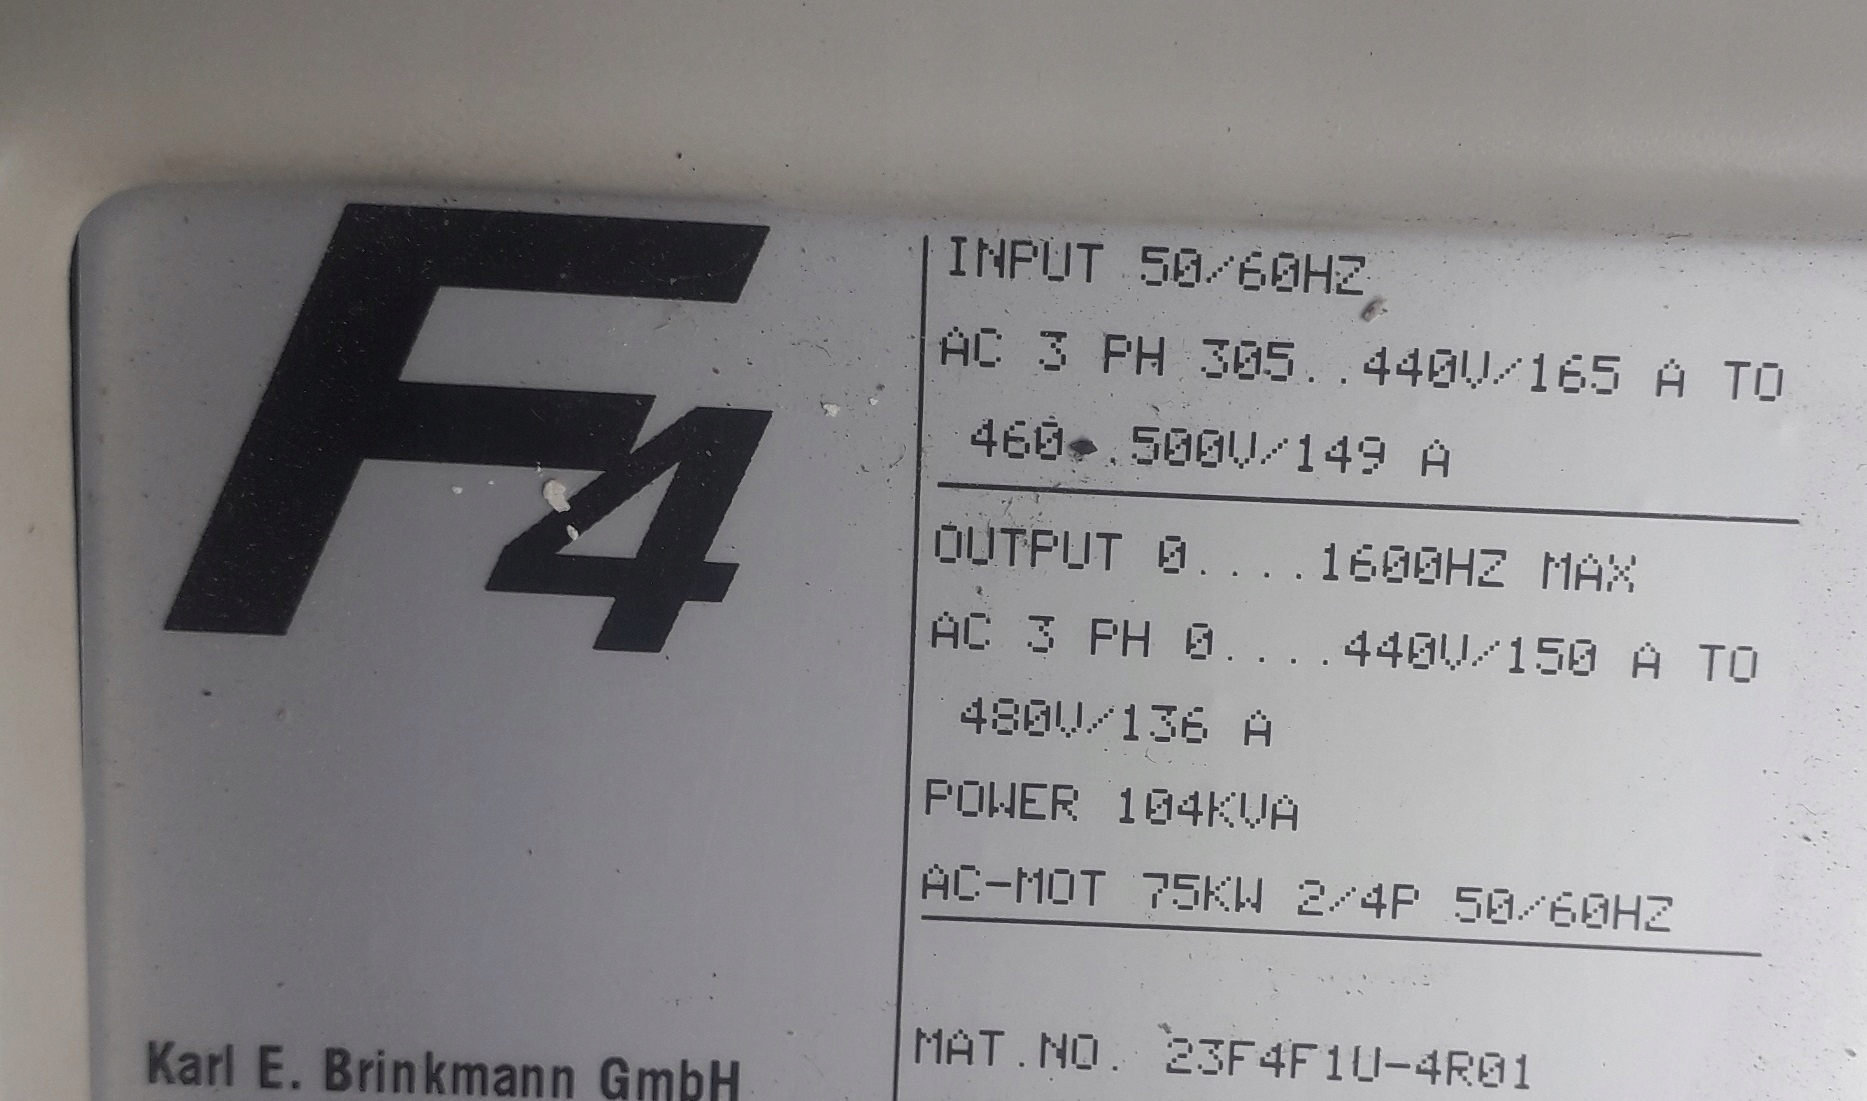 F4
INPUT 50/60HZ
AC 3 PH 305..440V/165 A TO
460..500V/149 A
OUTPUT 0....1600HZ MAX
AC 3 PH 0....440V/150 A TO
480V/136 A
POWER 104KVA
AC-MOT 75KW 2/4P 50/60HZ
MAT.NO. 23F4F1U-4R01
Karl E. Brinkmann GmbH